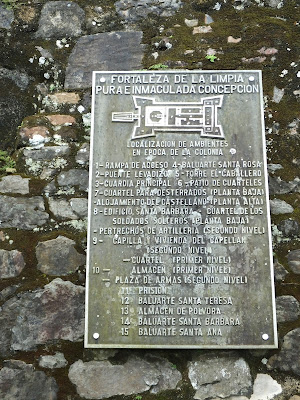 FORTALEZA DE LA LIMPIA
PURA E INMACULADA CONCEPCION
LOCALIZACION DE AMBIENTES
EN EPOCA DE LA COLONIA
1- RAMPA DE ACCESO 4- BALUARTE SANTA ROSA
2- PUENTE LEVADIZO 5- TORRE EL CABALLERO
3- GUARDIA PRINCIPAL 6- PATIO DE CUARTELES
7- CUARTEL PARA DESTERRADOS (PLANTA BAJA)
-ALOJAMIENTO DEL CASTELLANO (PLANTA ALTA)
8- EDIFICIO SANTA BARBARA - CUARTEL DE LOS
SOLDADOS SOLTEROS (PLANTA BAJA)
- PERTRECHOS DE ARTILLERIA (SEGUNDO NIVEL)
9- CAPILLA Y VIVIENDA DEL CAPELLAN
(SEGUNDO NIVEL)
-CUARTEL (PRIMER NIVEL)
10- ALMACEN (PRIMER NIVEL)
- PLAZA DE ARMAS (SEGUNDO NIVEL)
11 PRISION
12 BALUARTE SANTA TERESA
13 ALMACEN DE POLVORA
14 BALUARTE SANTA BARBARA
15 BALUARTE SANTA ANA